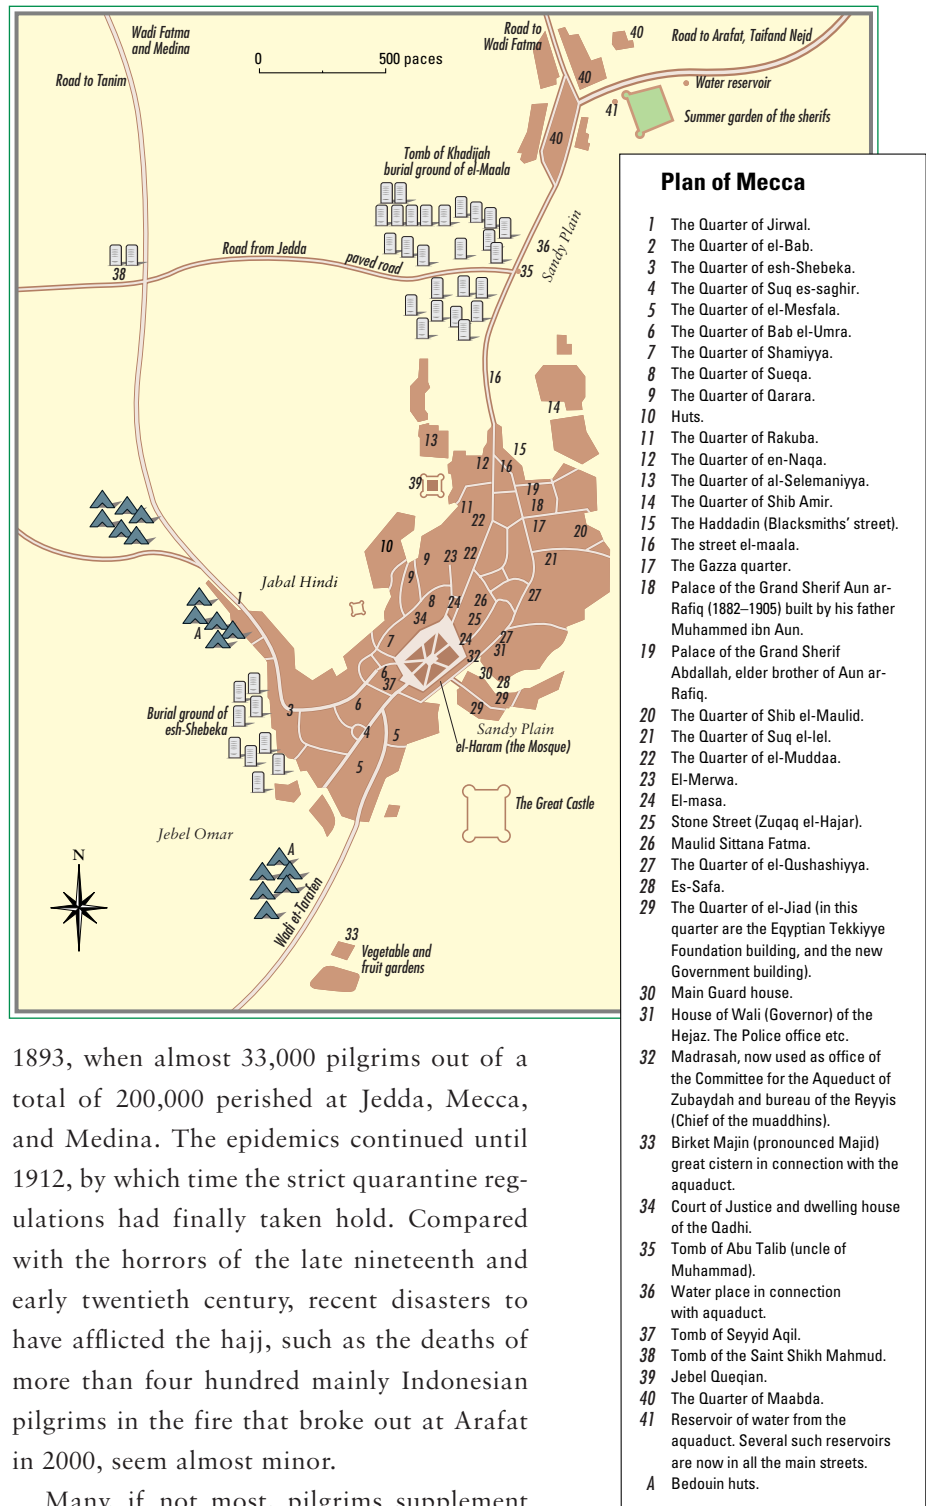 Wadi Fatma
and Medina
Road to Tanim
0 500 paces
Road to
Wadi Fatma
40
Road to Arafat, Taifand Nejd
40
Water reservoir
41
Summer garden of the sherifs
40
Tomb of Khadijah
burial ground of el-Maala
Sandy Plain
36
38
Road from Jedda
paved road
35
16
14
13
15
12
16
39
19
11
18
22
17
20
10
9
23
22
21
9
Jabal Hindi
1
8
24
26
27
34
25
A
7
24
27
31
32
6
30
37
28
29
3
6
29
Burial ground of
esh-Shebeka
4
5
Sandy Plain
el-Haram (the Mosque)
5
The Great Castle
Jebel Omar
N
A
Wadi et-Tarafen
33
Vegetable and
fruit gardens
Plan of Mecca
1 The Quarter of Jirwal.
2 The Quarter of el-Bab.
3 The Quarter of esh-Shebeka.
4 The Quarter of Suq es-saghir.
5 The Quarter of el-Mesfala.
6 The Quarter of Bab el-Umra.
7 The Quarter of Shamiyya.
8 The Quarter of Sueqa.
9 The Quarter of Qarara.
10 Huts.
11 The Quarter of Rakuba.
12 The Quarter of en-Naqa.
13 The Quarter of al-Selemaniyya.
14 The Quarter of Shib Amir.
15 The Haddadin (Blacksmiths’ street).
16 The street el-maala.
17 The Gazza quarter.
18 Palace of the Grand Sherif Aun ar-
Rafiq (1882–1905) built by his father
Muhammed ibn Aun.
19 Palace of the Grand Sherif
Abdallah, elder brother of Aun ar-
Rafiq.
20 The Quarter of Shib el-Maulid.
21 The Quarter of Suq el-lel.
22 The Quarter of el-Muddaa.
23 El-Merwa.
24 El-masa.
25 Stone Street (Zuqaq el-Hajar).
26 Maulid Sittana Fatma.
27 The Quarter of el-Qushashiyya.
28 Es-Safa.
29 The Quarter of el-Jiad (in this
quarter are the Eqyptian Tekkiyye
Foundation building, and the new
Government building).
30 Main Guard house.
31 House of Wali (Governor) of the
Hejaz. The Police office etc.
32 Madrasah, now used as office of
the Committee for the Aqueduct of
Zubaydah and bureau of the Reyyis
(Chief of the muaddhins).
33 Birket Majin (pronounced Majid)
great cistern in connection with the
aquaduct.
34 Court of Justice and dwelling house
of the Qadhi.
35 Tomb of Abu Talib (uncle of
Muhammad).
36 Water place in connection
with aquaduct.
37 Tomb of Seyyid Aqil.
38 Tomb of the Saint Shikh Mahmud.
39 Jebel Queqian.
40 The Quarter of Maabda.
41 Reservoir of water from the
aquaduct. Several such reservoirs
are now in all the main streets.
A Bedouin huts.
1893, when almost 33,000 pilgrims out of a
total of 200,000 perished at Jedda, Mecca,
and Medina. The epidemics continued until
1912, by which time the strict quarantine reg-
ulations had finally taken hold. Compared
with the horrors of the late nineteenth and
early twentieth century, recent disasters to
have afflicted the hajj, such as the deaths of
more than four hundred mainly Indonesian
pilgrims in the fire that broke out at Arafat
in 2000, seem almost minor.
Many, if not most, pilgrims supplement